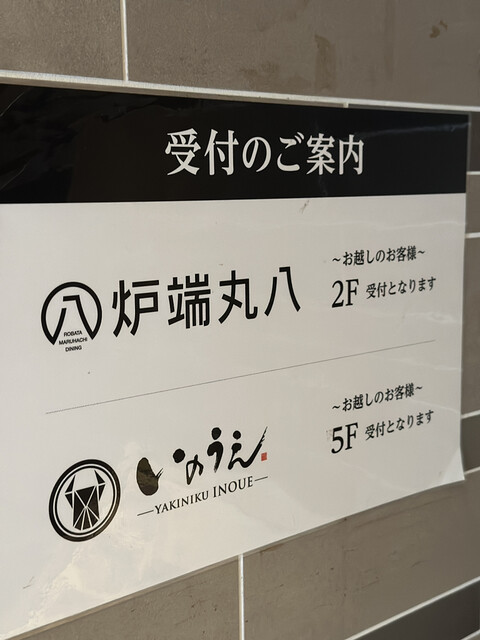 受付のご案内
八
ROBATA
MARUHACHI
DINING
炉端丸八
~お越しのお客様~
2F 受付となります
いのうえ
YAKINIKU INOUE
~お越しのお客様~
5F 受付となります